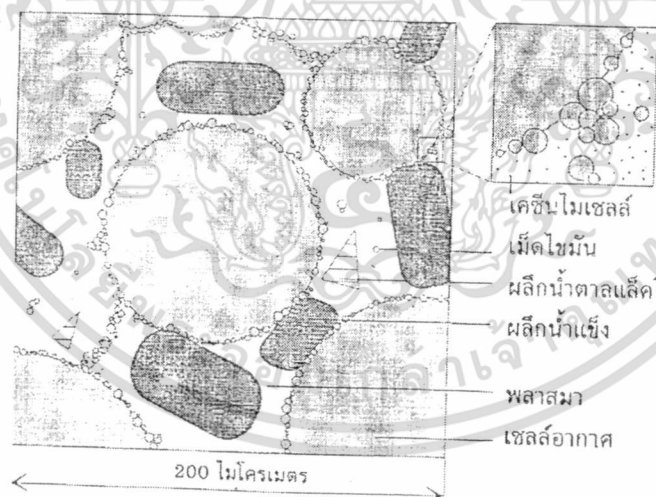 เคซีนไมเซลล์
เม็ดไขมัน
ผลึกน้ำตาลแล็ค
ผลึกน้ำแข็ง
พลาสมา
เซลล์อากาศ
200 ไมโครเมตร